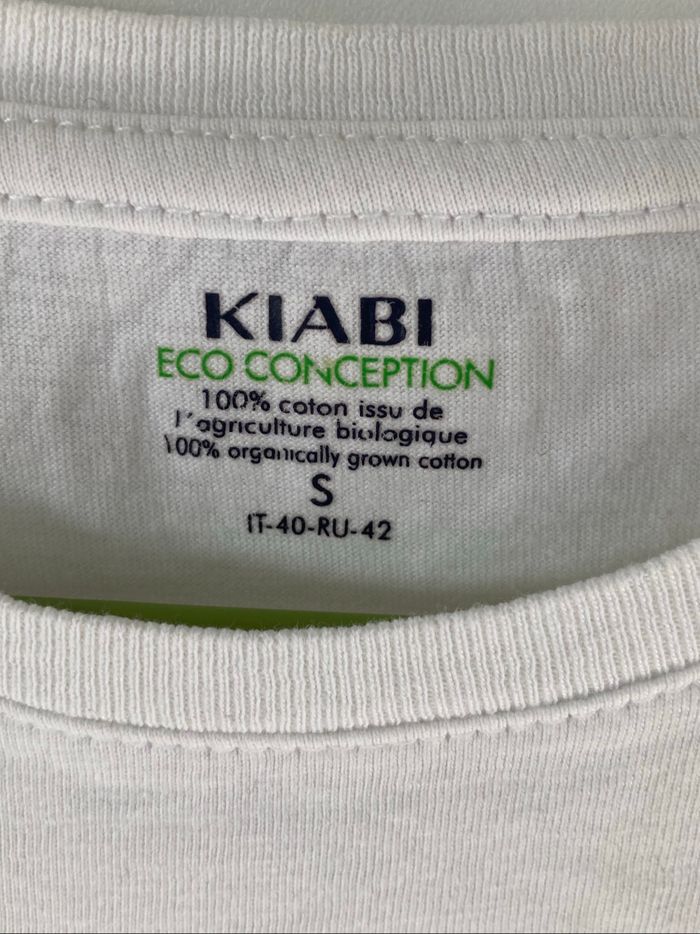 KIABI
ECO CONCEPTION
100% coton issu de
l'agriculture biologique
100% organically grown cotton
S
IT-40-RU-42